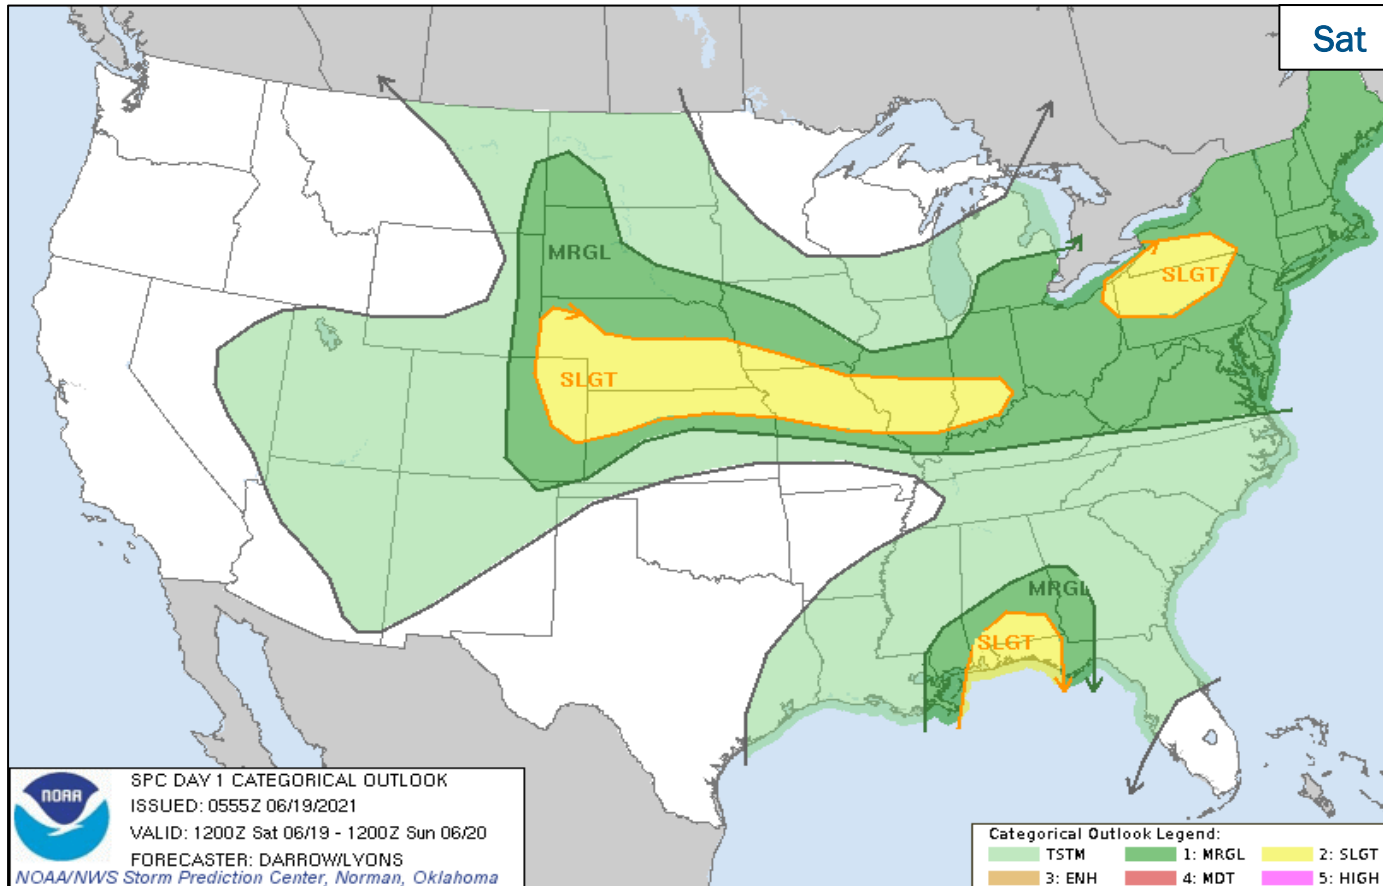 Sat
MRGL
SLGT
SLGT
MRGL
SLGT
NOAA
SPC DAY 1 CATEGORICAL OUTLOOK
ISSUED: 0555Z 06/19/2021
VALID: 1200Z Sat 06/19 - 1200Z Sun 06/20
FORECASTER: DARROW/LYONS
NOAA/NWS Storm Prediction Center, Norman, Oklahoma
Categorical Outlook Legend:
TSTM 1: MRGL 2: SLGT
3: ENH 4: MDT 5: HIGH